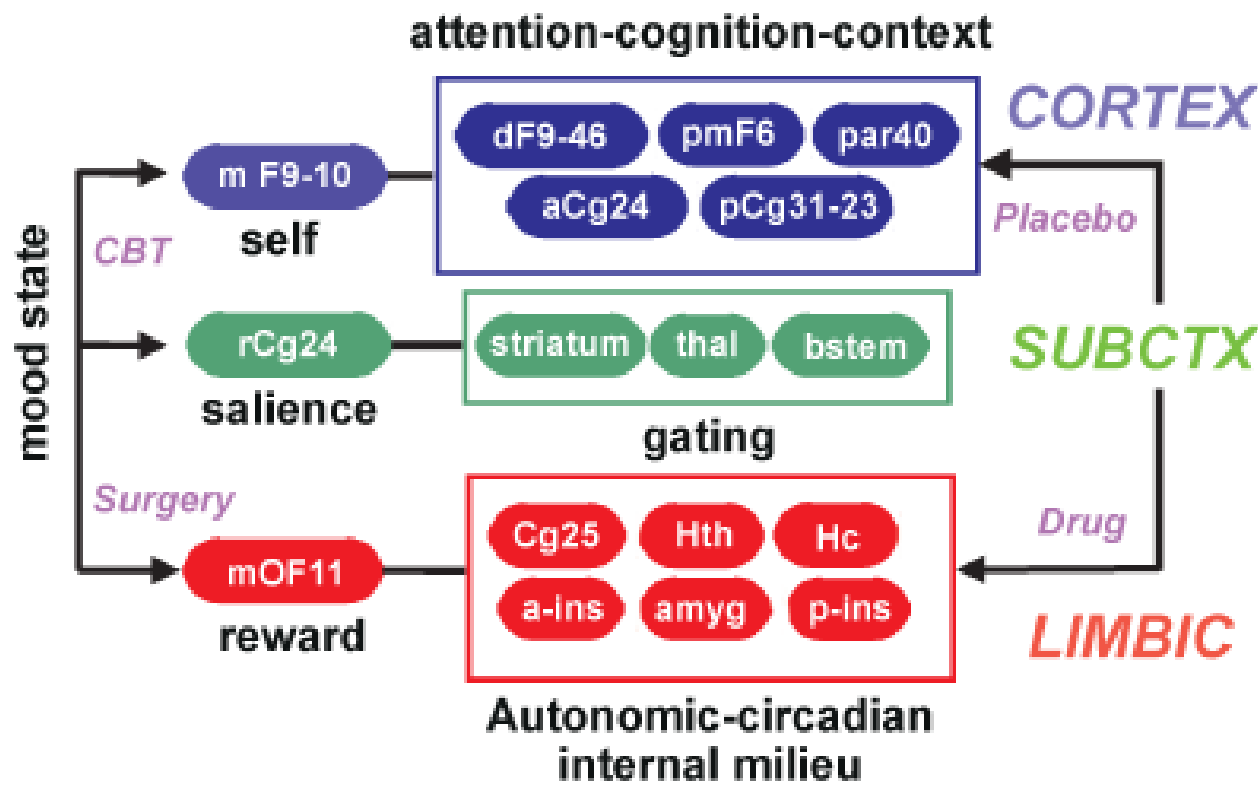 attention-cognition-context
CORTEX
dF9-46 pmF6 par40
m F9-10
aCg24 pCg31-23
Placebo
self
CBT
mood state
striatum thal bstem
rCg24
SUBCTX
salience
gating
Surgery
Cg25 Hth Hc
Drug
mOF11
a-ins amyg p-ins
reward
LIMBIC
Autonomic-circadian
internal milieu